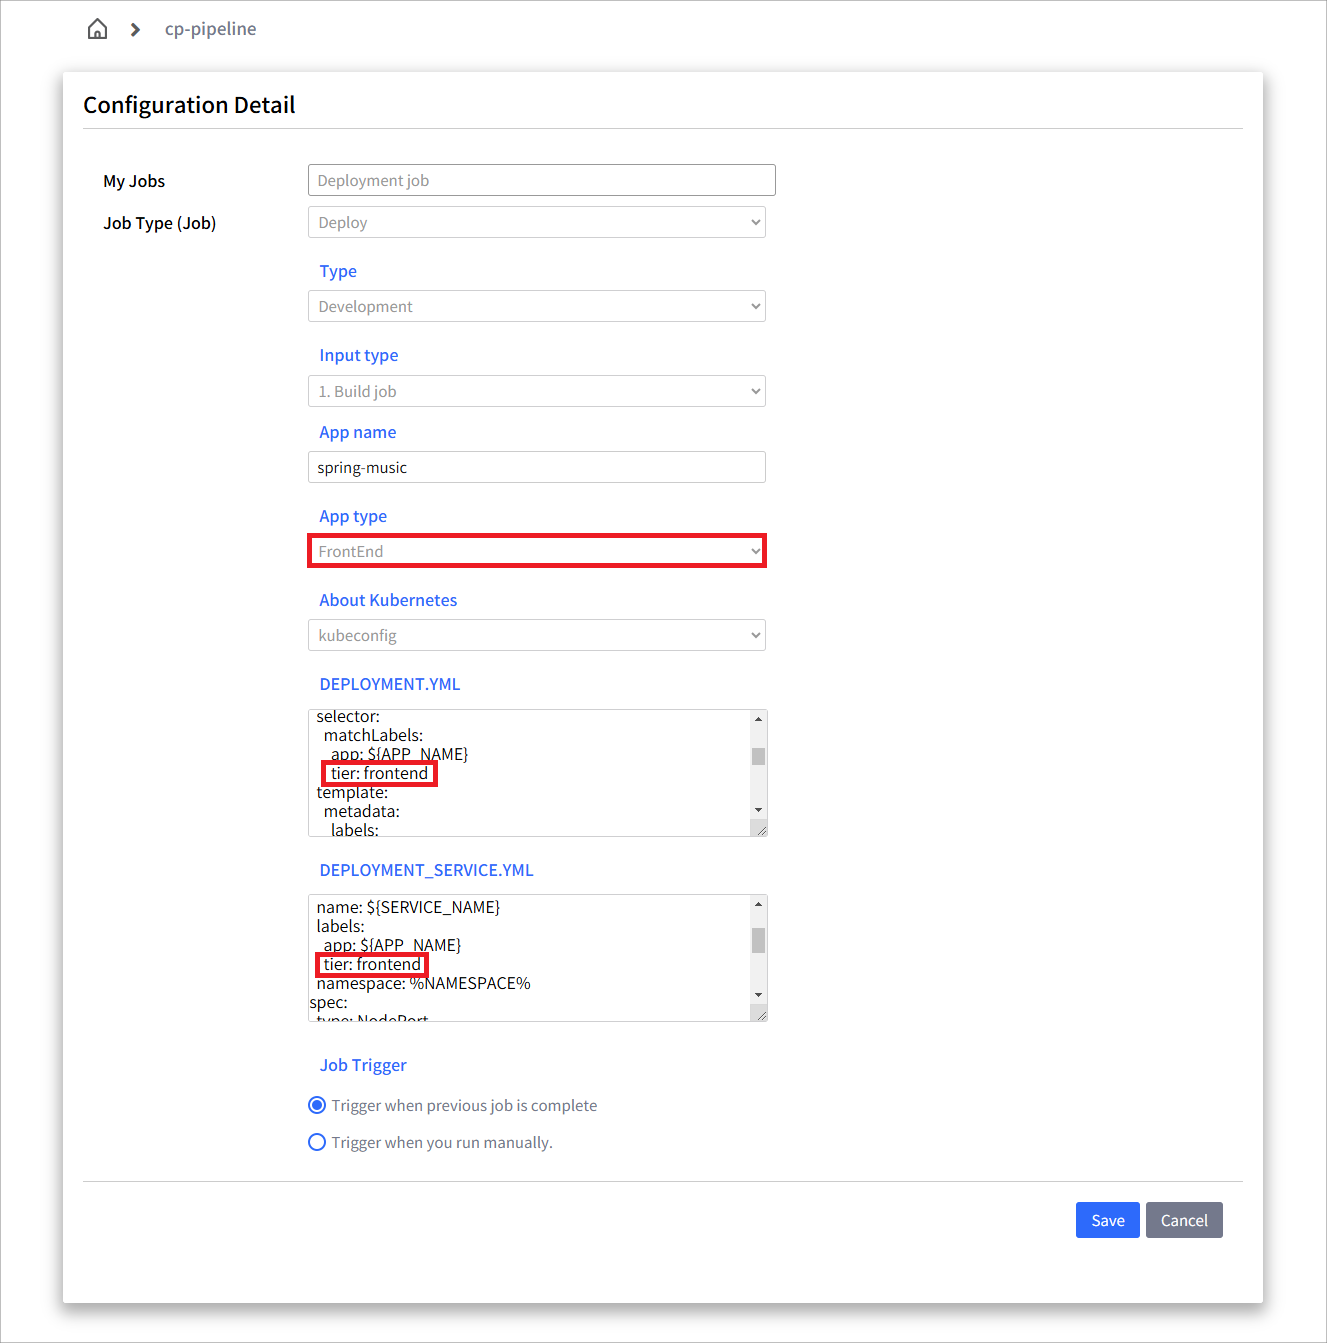 cp-pipeline
Configuration Detail
My Jobs
Deployment job
Job Type (Job)
Deploy
Type
Development
Input type
1. Build job
App name
spring-music
App type
FrontEnd
About Kubernetes
kubeconfig
DEPLOYMENT.YML
selector:
matchLabels:
app: ${APP_NAME}
tier: frontend
template:
metadata:
labels:
DEPLOYMENT_SERVICE.YML
name: ${SERVICE_NAME}
labels:
app: ${APP_NAME}
tier: frontend
namespace: %NAMESPACE%
spec:
type: NodePort
Job Trigger
Trigger when previous job is complete
Trigger when you run manually.
Save Cancel